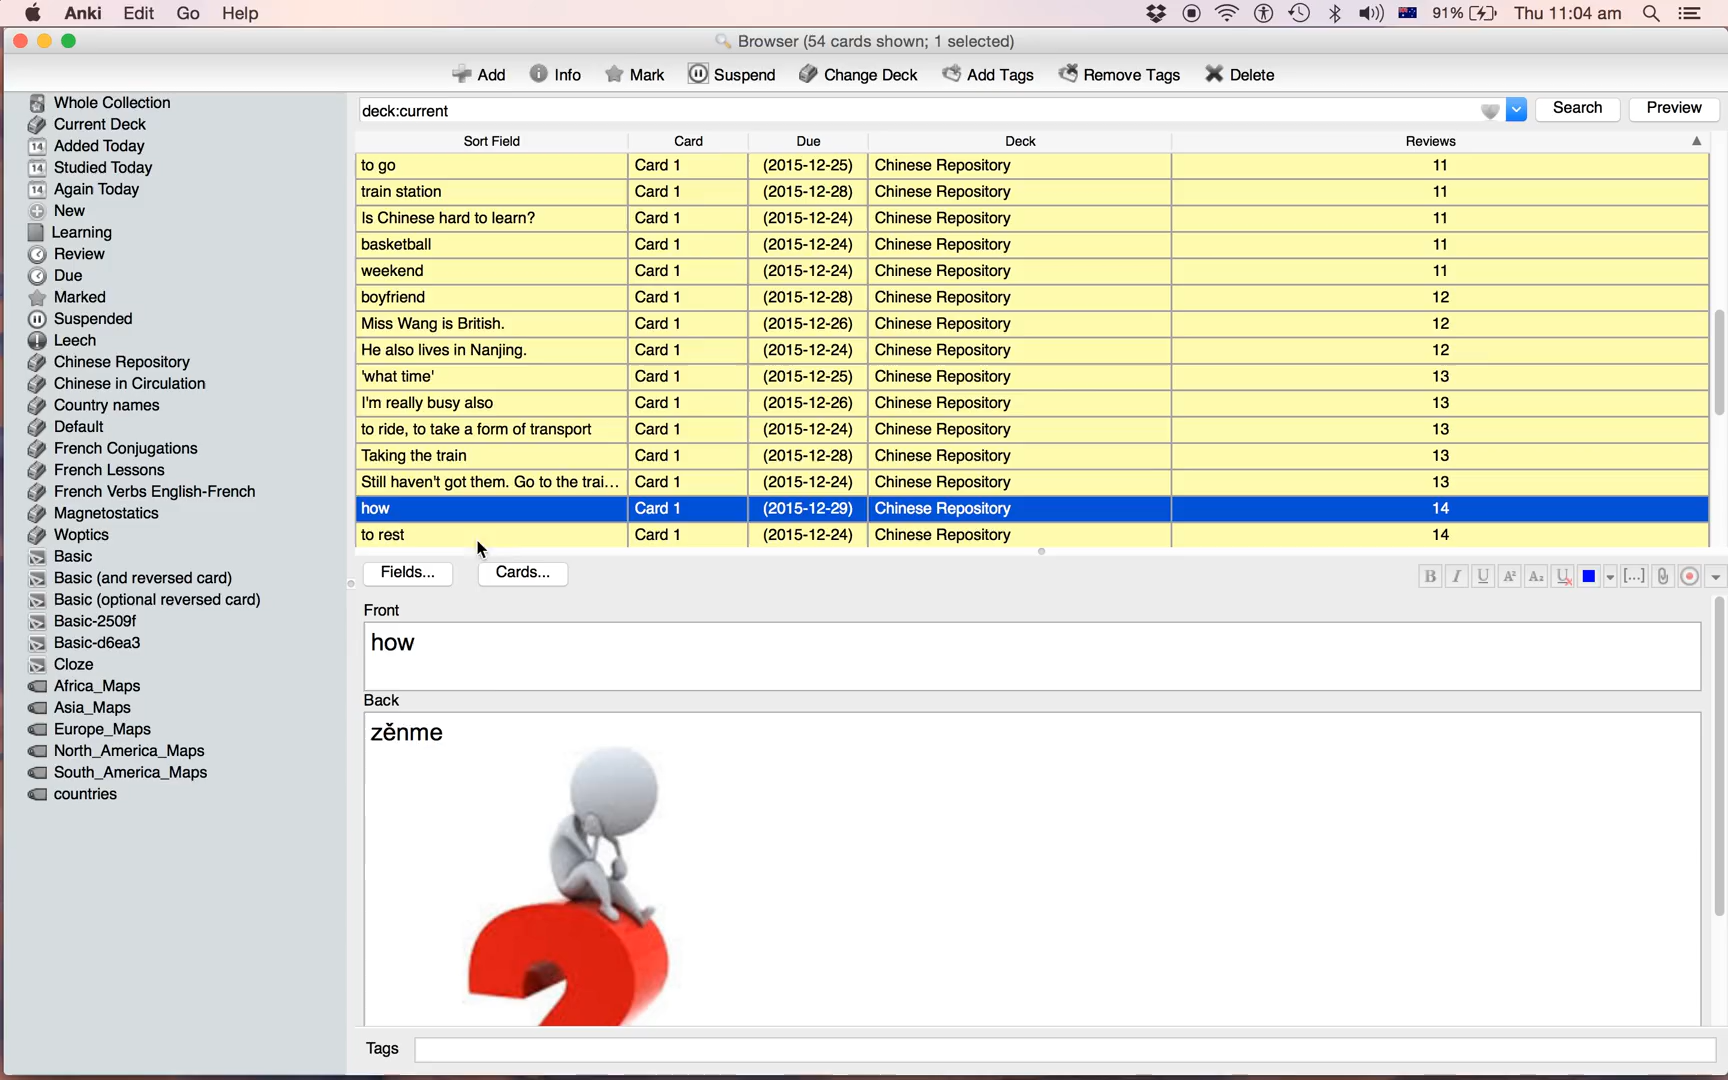 Anki Edit Go Help 91% Thu 11:04 am
Browser (54 cards shown; 1 selected)
Add Info Mark Suspend Change Deck Add Tags Remove Tags Delete
Whole Collection
Current Deck
Added Today
Studied Today
Again Today
New
Learning
Review
Due
Marked
Suspended
Leech
Chinese Repository
Chinese in Circulation
Country names
Default
French Conjugations
French Lessons
French Verbs English-French
Magnetostatics
Woptics
Basic
Basic (and reversed card)
Basic (optional reversed card)
Basic-2509f
Basic-d6ea3
Cloze
Africa_Maps
Asia_Maps
Europe_Maps
North_America_Maps
South_America_Maps
countries
deck:current Search Preview
Sort Field Card Due Deck Reviews
to go Card 1 (2015-12-25) Chinese Repository 11
train station Card 1 (2015-12-28) Chinese Repository 11
Is Chinese hard to learn? Card 1 (2015-12-24) Chinese Repository 11
basketball Card 1 (2015-12-24) Chinese Repository 11
weekend Card 1 (2015-12-24) Chinese Repository 11
boyfriend Card 1 (2015-12-28) Chinese Repository 12
Miss Wang is British. Card 1 (2015-12-26) Chinese Repository 12
He also lives in Nanjing. Card 1 (2015-12-24) Chinese Repository 12
'what time' Card 1 (2015-12-25) Chinese Repository 13
I'm really busy also Card 1 (2015-12-26) Chinese Repository 13
to ride, to take a form of transport Card 1 (2015-12-24) Chinese Repository 13
Taking the train Card 1 (2015-12-28) Chinese Repository 13
Still haven't got them. Go to the trai... Card 1 (2015-12-24) Chinese Repository 13
how Card 1 (2015-12-29) Chinese Repository 14
to rest Card 1 (2015-12-24) Chinese Repository 14
Fields... Cards... B I U A² A₂ U [...]
Front
how
Back
zěnme
Tags